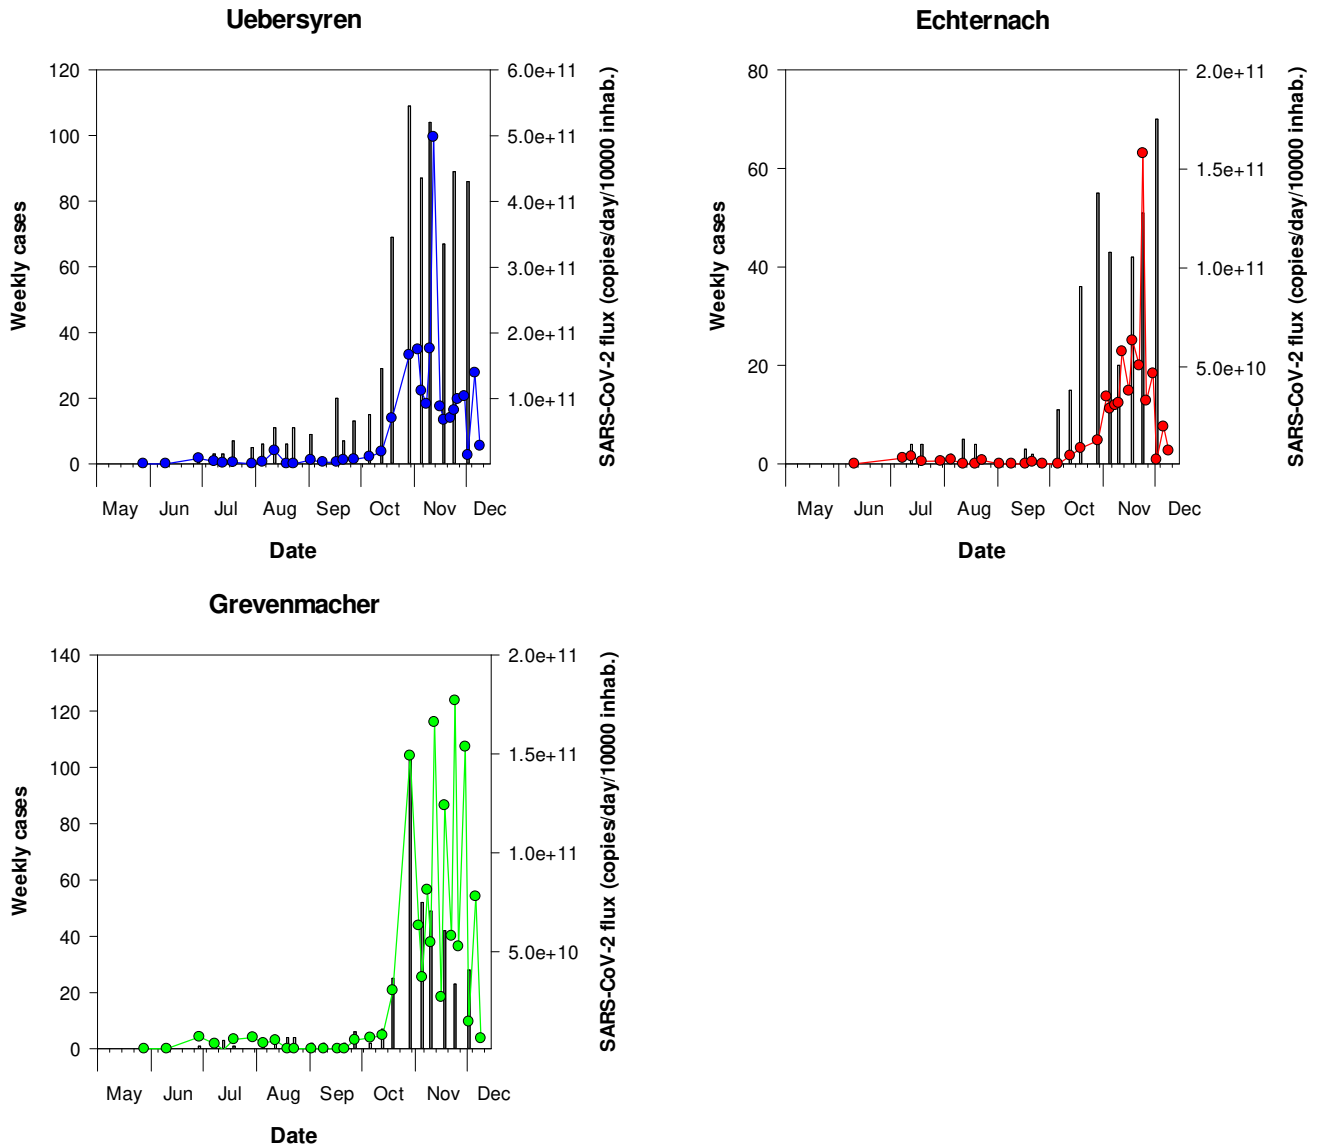 Uebersyren
Weekly cases
120
100
80
60
40
20
0
6.0e+11
5.0e+11
4.0e+11
3.0e+11
2.0e+11
1.0e+11
SARS-CoV-2 flux (copies/day/10000 inhab.)
May Jun Jul Aug Sep Oct Nov Dec
Date
Echternach
Weekly cases
80
60
40
20
0
2.0e+11
1.5e+11
1.0e+11
5.0e+10
SARS-CoV-2 flux (copies/day/10000 inhab.)
May Jun Jul Aug Sep Oct Nov Dec
Date
Grevenmacher
Weekly cases
140
120
100
80
60
40
20
0
2.0e+11
1.5e+11
1.0e+11
5.0e+10
SARS-CoV-2 flux (copies/day/10000 inhab.)
May Jun Jul Aug Sep Oct Nov Dec
Date